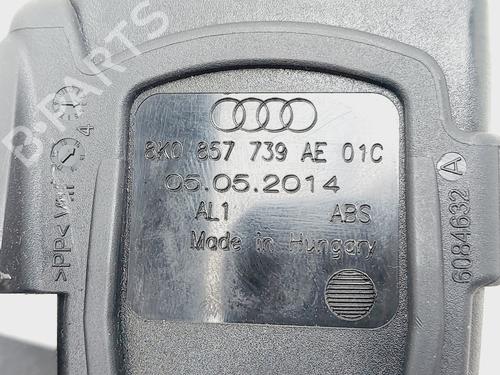 8K0 857 739 AE 01C
05.05.2014
AL1 ABS
Made in Hungary
6084632 A
>PP<
B-PARTS